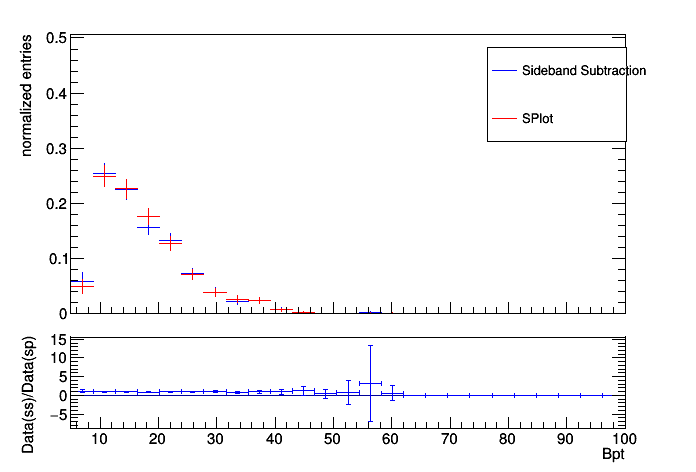 normalized entries
0.5
0.4
0.3
0.2
0.1
0
Sideband Subtraction
SPlot
Data(ss)/Data(sp)
15
10
5
0
−5
10 20 30 40 50 60 70 80 90 100
Bpt